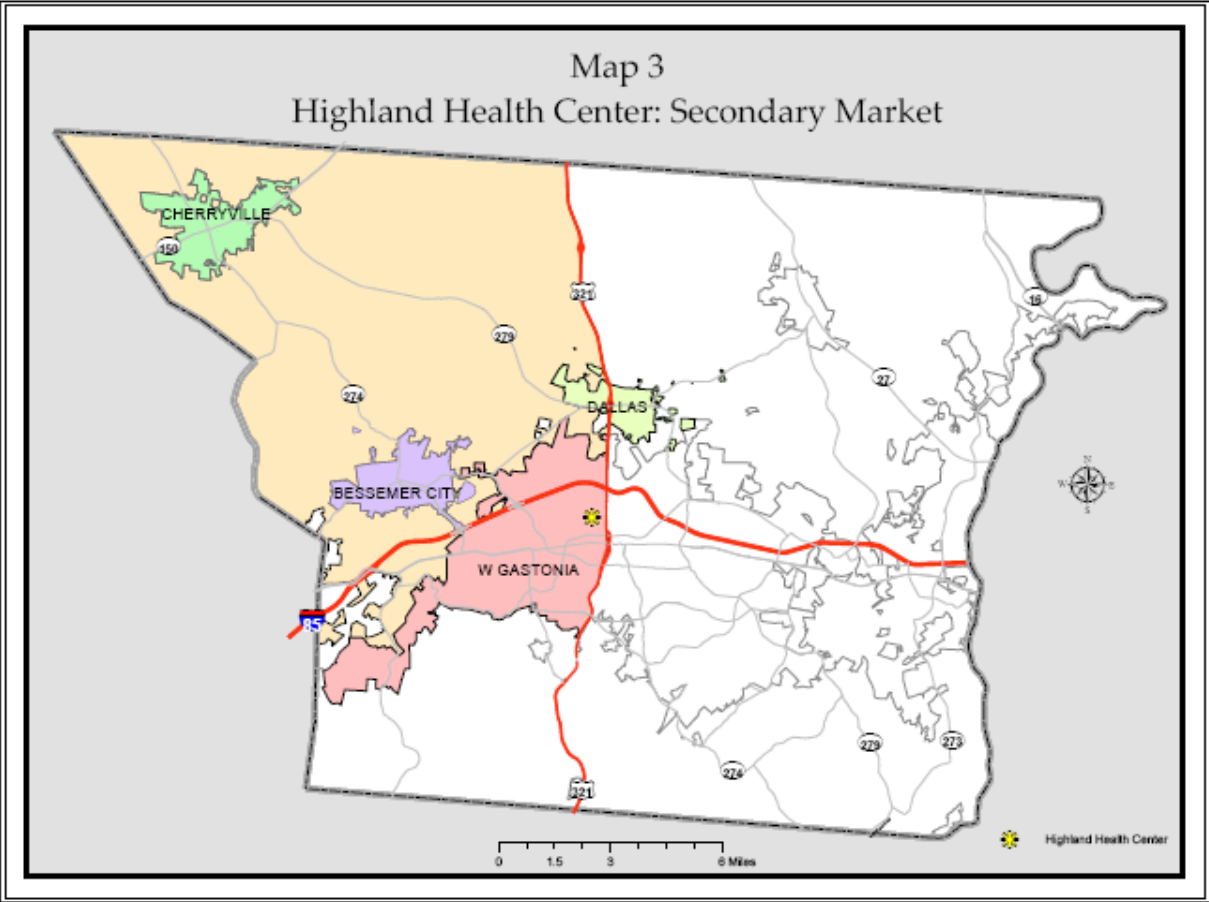 Map 3
Highland Health Center: Secondary Market
CHERRYVILLE
150
16
321
279
27
274
DALLAS
BESSEMER CITY
N
W E
S
W GASTONIA
85
279
273
274
321
Highland Health Center
0 1.5 3 6 Miles